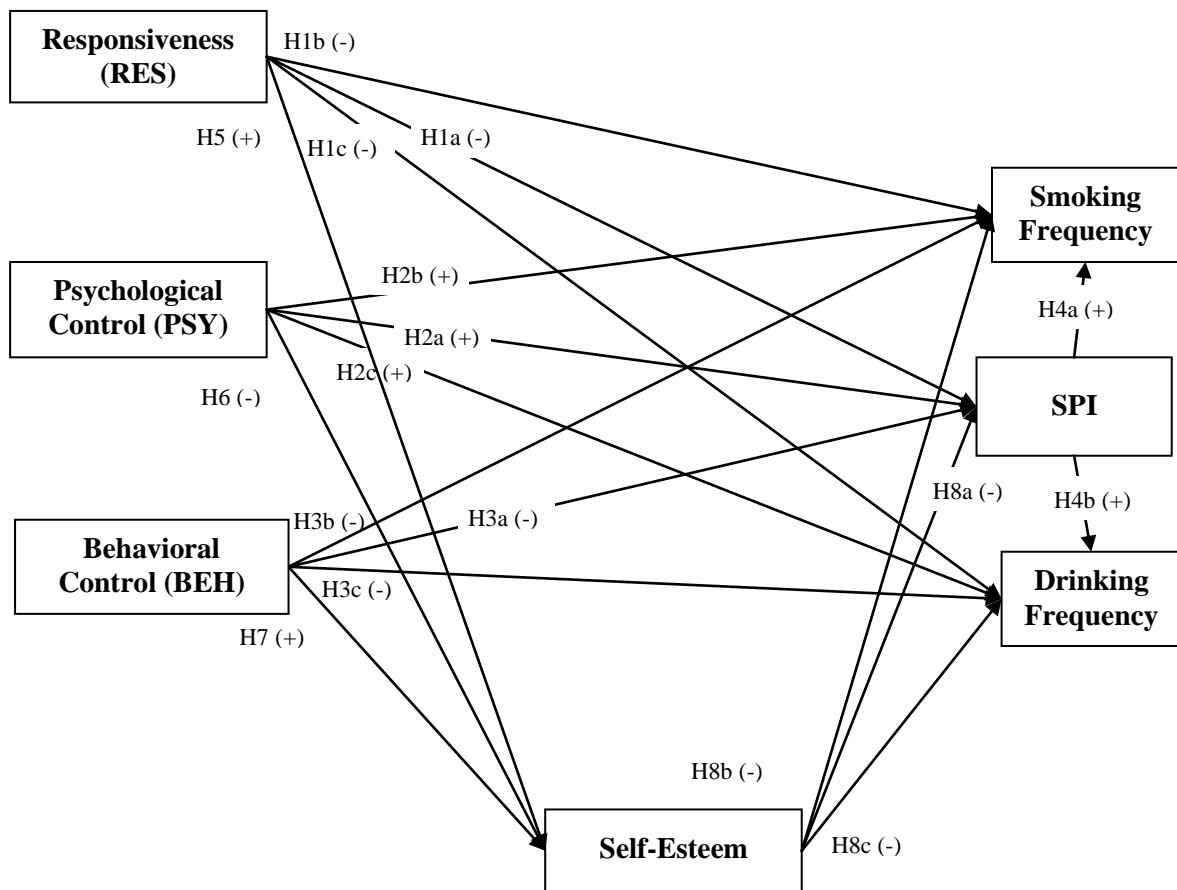 Responsiveness
(RES)
H1b (-)
H5 (+)
H1c (-)
H1a (-)
Smoking
Frequency
Psychological
Control (PSY)
H2b (+)
H4a (+)
H2a (+)
H2c (+)
H6 (-)
SPI
H8a (-)
H4b (+)
H3b (-)
H3a (-)
Behavioral
Control (BEH)
H3c (-)
Drinking
Frequency
H7 (+)
H8b (-)
Self-Esteem
H8c (-)